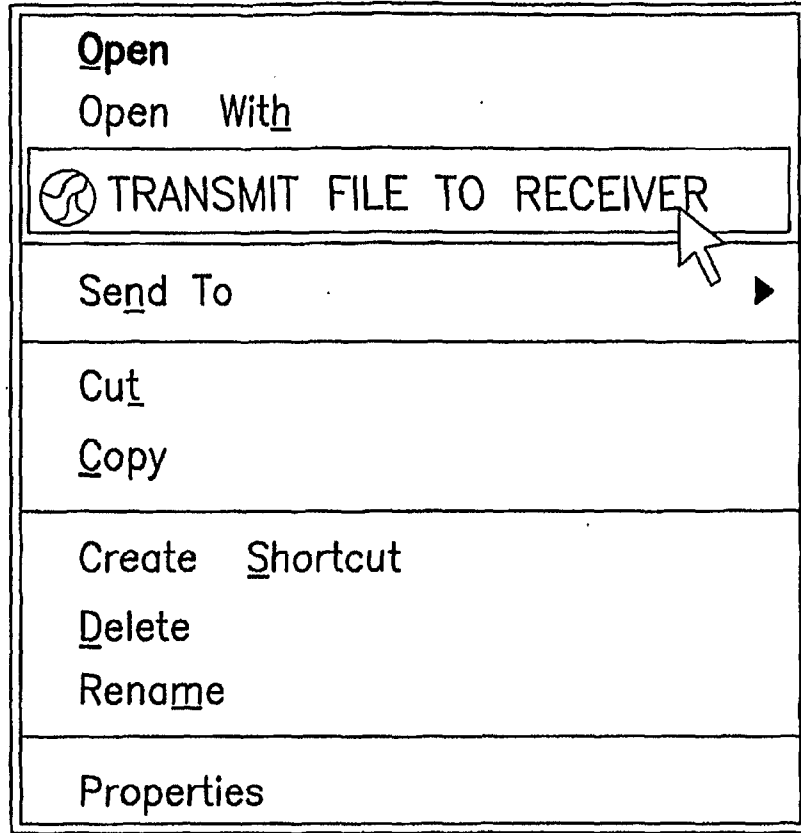 Open
Open With
TRANSMIT FILE TO RECEIVER
Send To
Cut
Copy
Create Shortcut
Delete
Rename
Properties